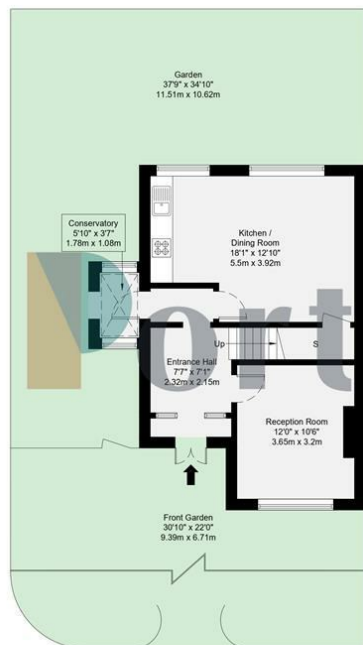 Garden
37'9" x 34'10"
11.51m x 10.62m
Conservatory
5'10" x 3'7"
1.78m x 1.08m
Kitchen /
Dining Room
18'1" x 12'10"
5.5m x 3.92m
Port
Up
S
Entrance Hall
7'7" x 7'1"
2.32m x 2.15m
Reception Room
12'0" x 10'6"
3.65m x 3.2m
Front Garden
30'10" x 22'0"
9.39m x 6.71m